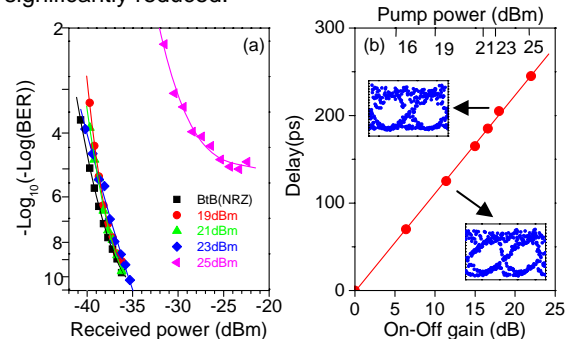 significantly reduced.
Pump power (dBm)
2 (a) 300 (b) 16 19 21 23 25
4 200
-Log10(-Log(BER))
Delay(ps)
BtB(NRZ)
6 19dBm
21dBm 100
8 23dBm
10 25dBm
0
-40 -35 -30 -25 -20 0 5 10 15 20 25
Received power (dBm) On-Off gain (dB)